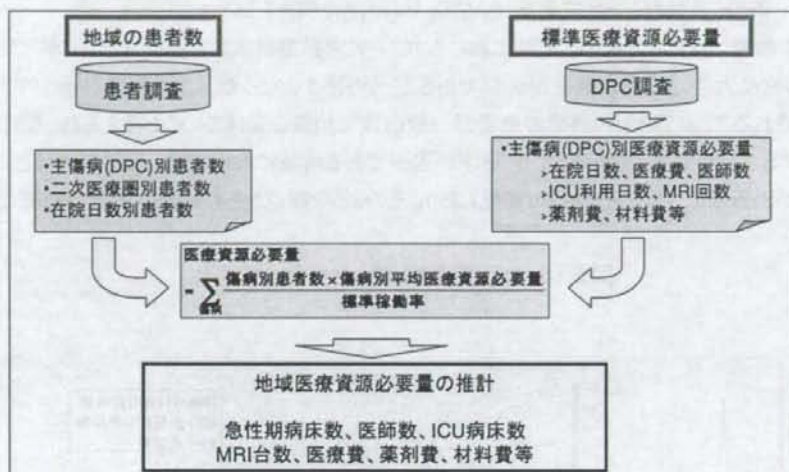 地域の患者数
患者調査
・主傷病(DPC)別患者数
・二次医療圏別患者数
・在院日数別患者数
標準医療資源必要量
DPC調査
・主傷病(DPC)別医療資源必要量
>在院日数、医療費、医師数
>ICU利用日数、MRI回数
>薬剤費、材料費等
医療資源必要量
= ∑ 傷病別患者数×傷病別平均医療資源必要量
標準稼働率
傷病
地域医療資源必要量の推計
急性期病床数、医師数、ICU病床数
MRI台数、医療費、薬剤費、材料費等